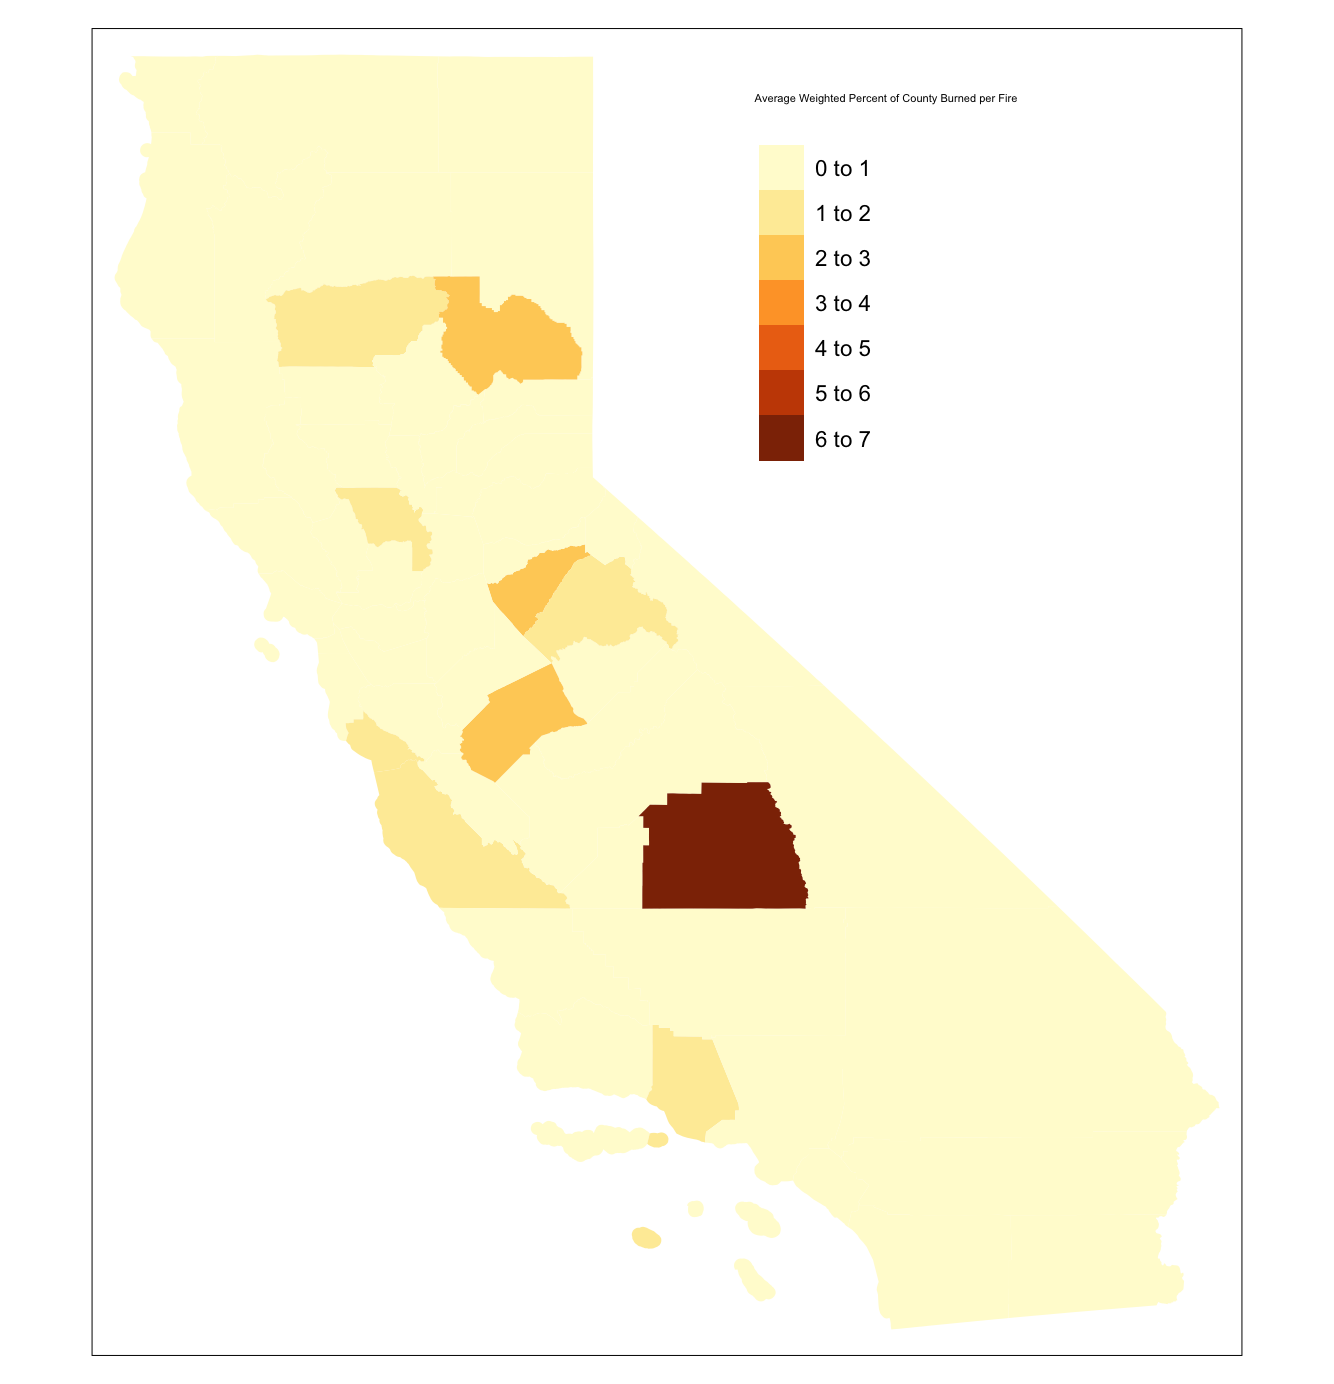 Average Weighted Percent of County Burned per Fire
0 to 1
1 to 2
2 to 3
3 to 4
4 to 5
5 to 6
6 to 7